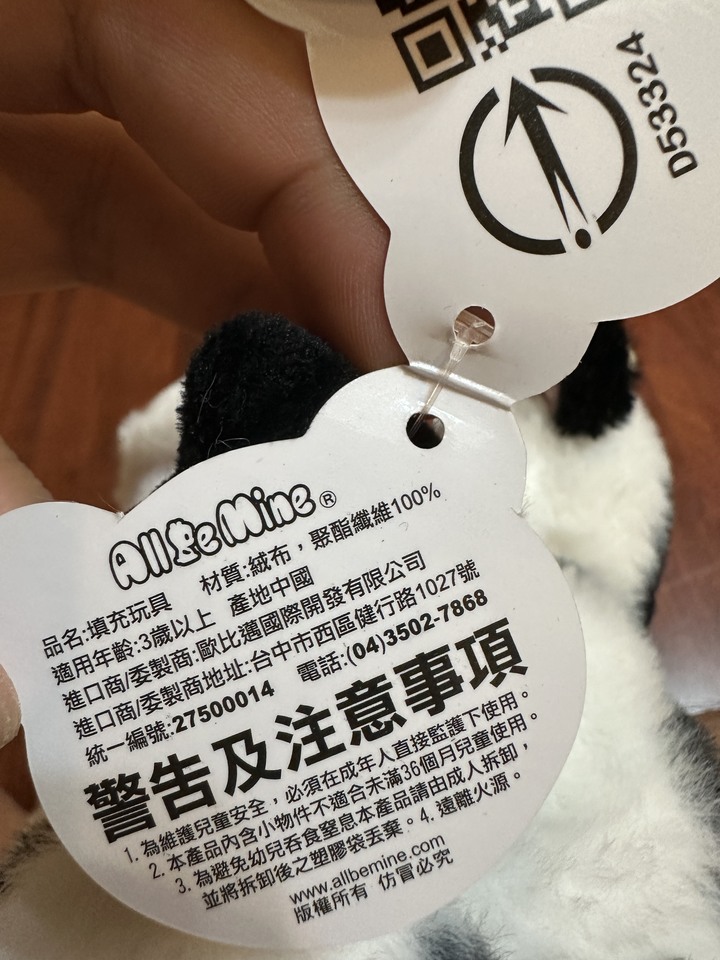 D53324
All Be Mine®
品名:填充玩具　材質:絨布，聚酯纖維100%
適用年齡:3歲以上　產地中國
進口商/委製商:歐比邁國際開發有限公司
進口商/委製商地址:台中市西區健行路1027號
統一編號:27500014　電話:(04)3502-7868
警告及注意事項
1. 為維護兒童安全，必須在成年人直接監護下使用。
2. 本產品內含小物件不適合未滿36個月兒童使用。
3. 為避免幼兒吞食窒息本產品請由成人拆卸，
並將拆卸後之塑膠袋丟棄。4. 遠離火源。
www.allbemine.com
版權所有 仿冒必究